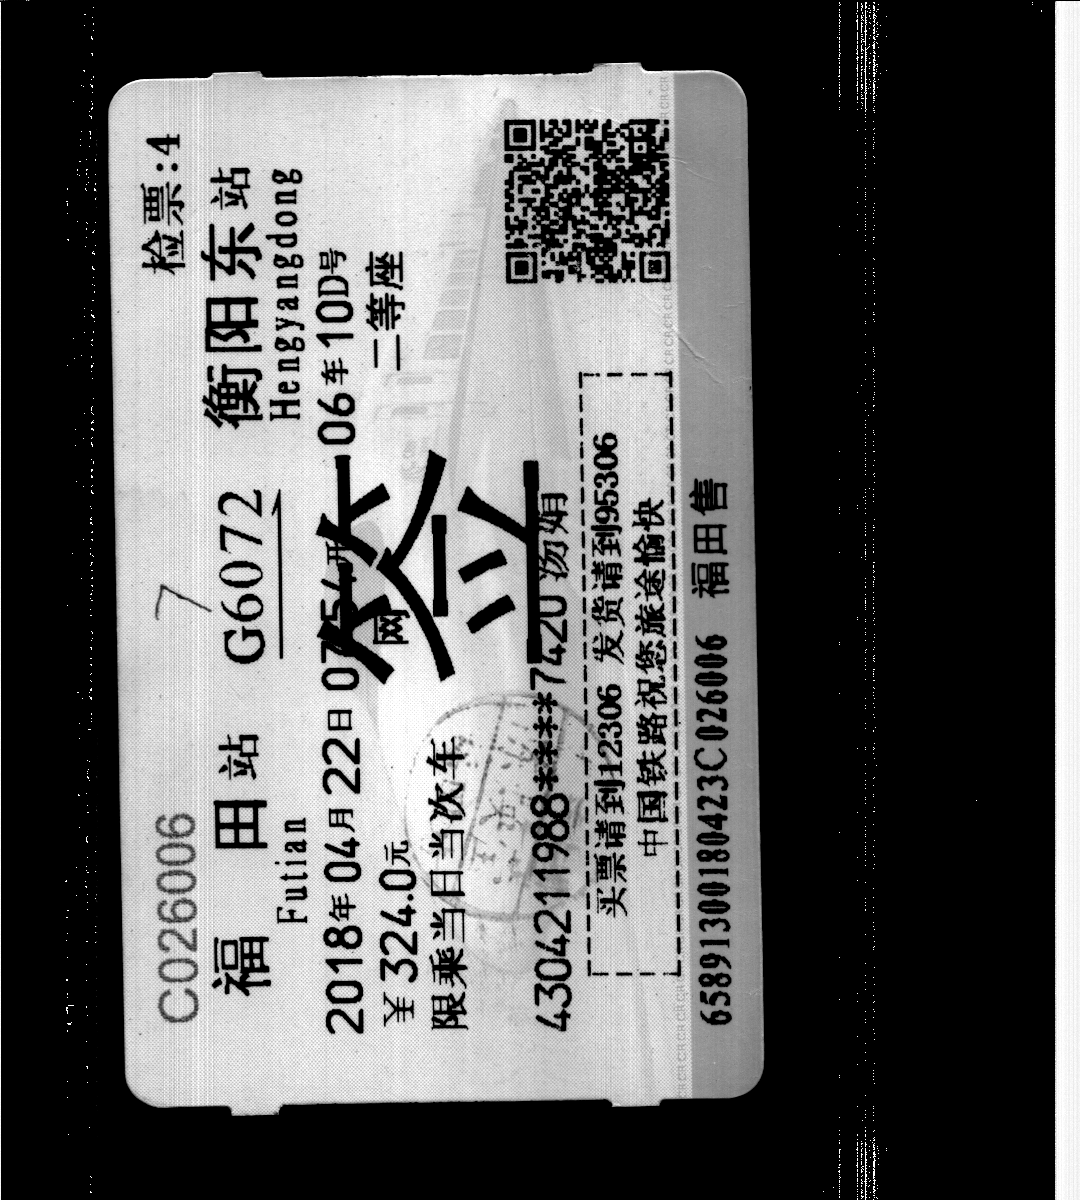 C026006 检票:4
7
福田站 G6072 衡阳东站
Futian Hengyangdong
2018年04月22日 07:54开 06车10D号
￥324.0元 网 二等座
签
限乘当日当次车
4304211988****7420 汤娟
买票请到12306 发货请到95306
中国铁路祝您旅途愉快
65891300180423C026006 福田售